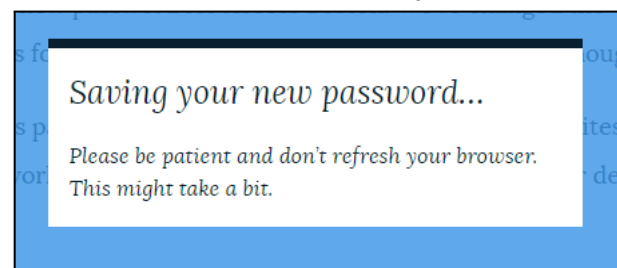 Saving your new password...
Please be patient and don't refresh your browser.
This might take a bit.